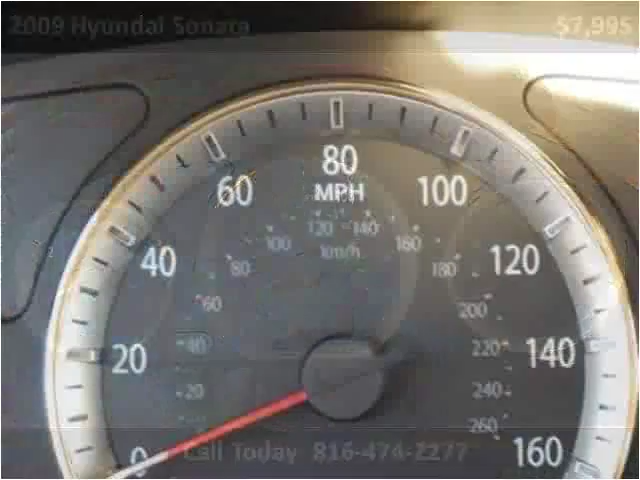 2009 Hyundai Sonata $7,995
80
60 MPH 100
120 140
100 160
km/h
40 80 180 120
60 200
20 40 220 140
20 240
260
0 Call Today 816-474-2277 160